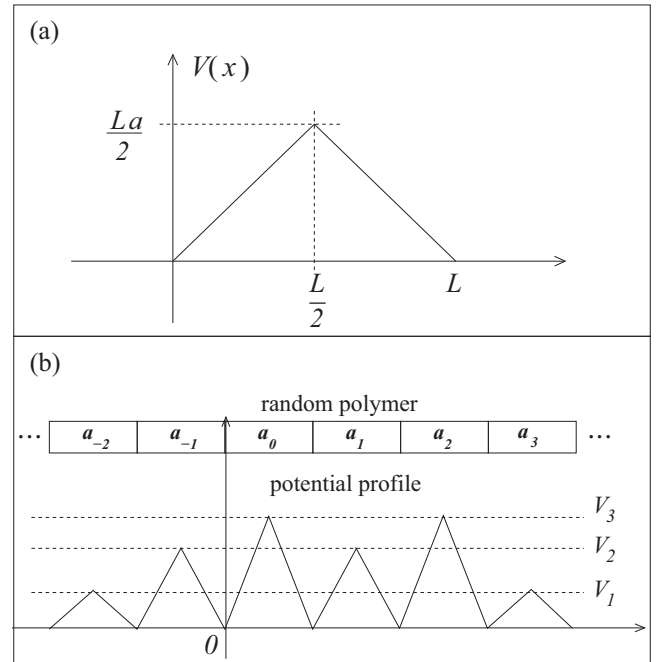 (a)
V(x)
La
2
L
2
L
(b)
random polymer
... a_{-2} a_{-1} a_0 a_1 a_2 a_3 ...
potential profile
V_3
V_2
V_1
0